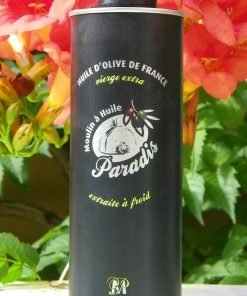 HUILE D'OLIVE DE FRANCE
vierge extra
Moulin à Huile
Paradis
extraite à froid